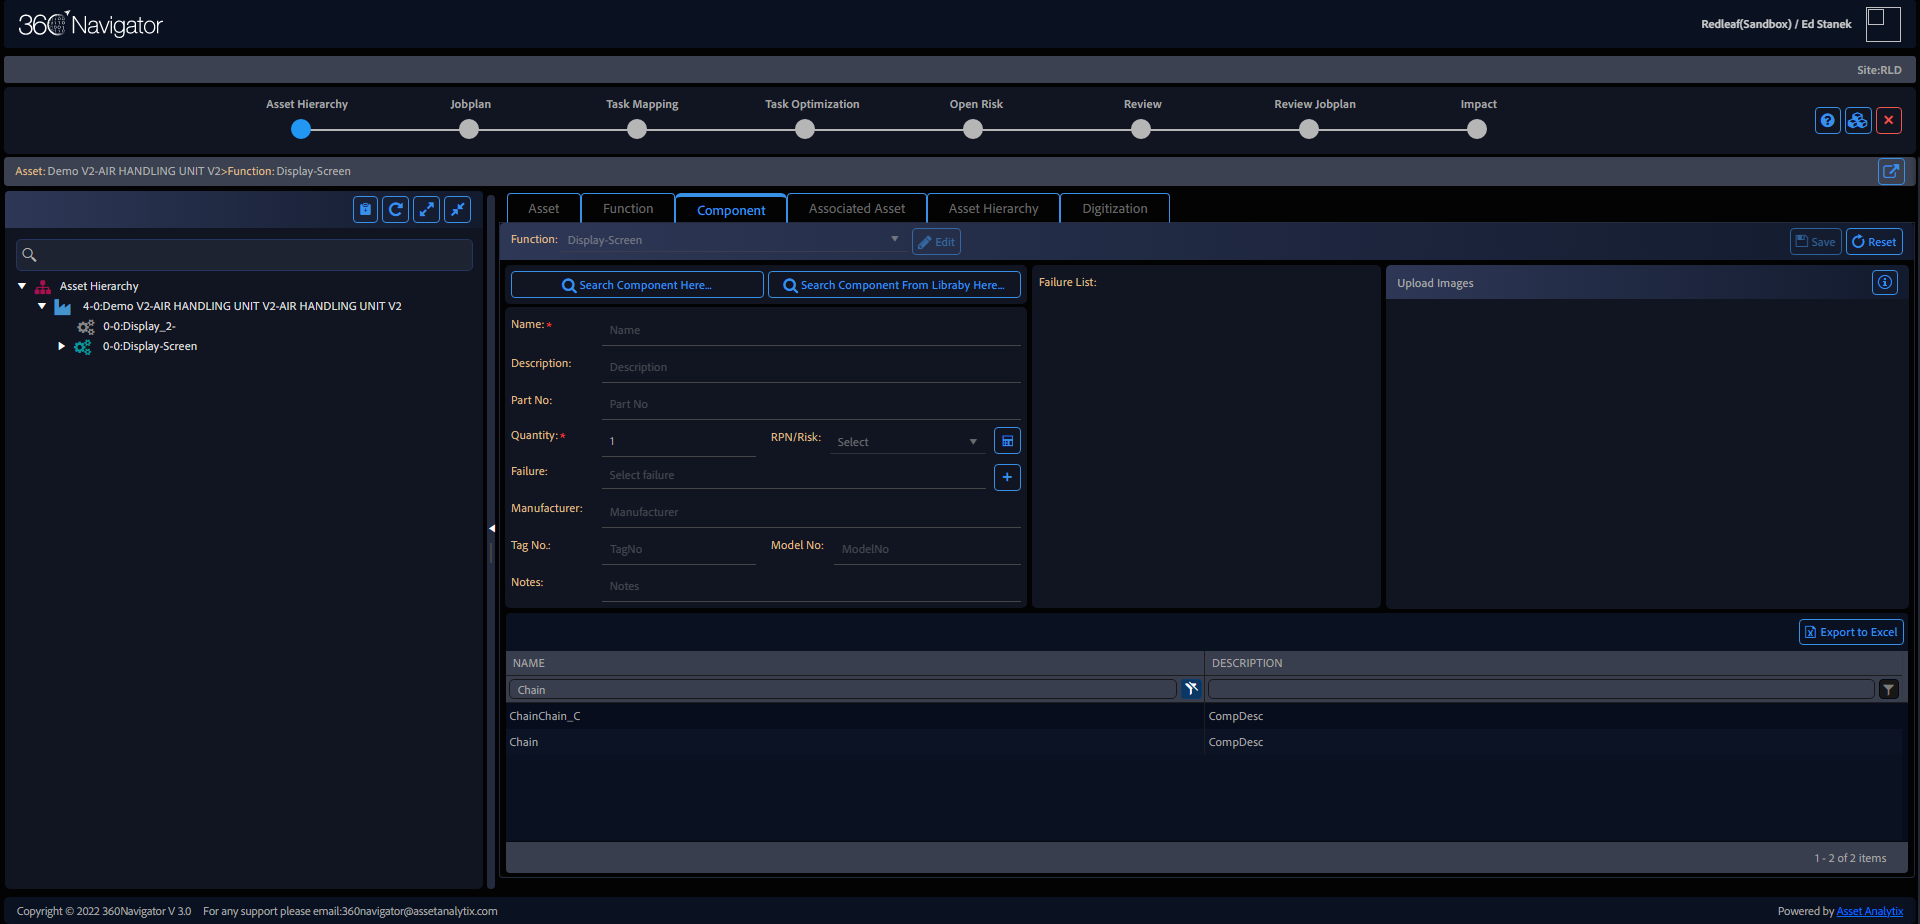 360 Navigator
Redleaf(Sandbox) / Ed Stanek
Site:RLD
Asset Hierarchy
Jobplan
Task Mapping
Task Optimization
Open Risk
Review
Review Jobplan
Impact
Asset: Demo V2-AIR HANDLING UNIT V2>Function: Display-Screen
Asset
Function
Component
Associated Asset
Asset Hierarchy
Digitization
Function: Display-Screen
Edit
Save
Reset
Asset Hierarchy
4-0:Demo V2-AIR HANDLING UNIT V2-AIR HANDLING UNIT V2
0-0:Display_2-
0-0:Display-Screen
Search Component Here...
Search Component From Libraby Here...
Name:* Name
Description: Description
Part No: Part No
Quantity:* 1 RPN/Risk: Select
Failure: Select failure
+
Manufacturer: Manufacturer
Tag No.: TagNo Model No: ModelNo
Notes: Notes
Failure List:
Upload Images
Export to Excel
NAME DESCRIPTION
Chain
ChainChain_C CompDesc
Chain CompDesc
1 - 2 of 2 items
Copyright © 2022 360Navigator V 3.0 For any support please email:360navigator@assetanalytix.com
Powered by Asset Analytix